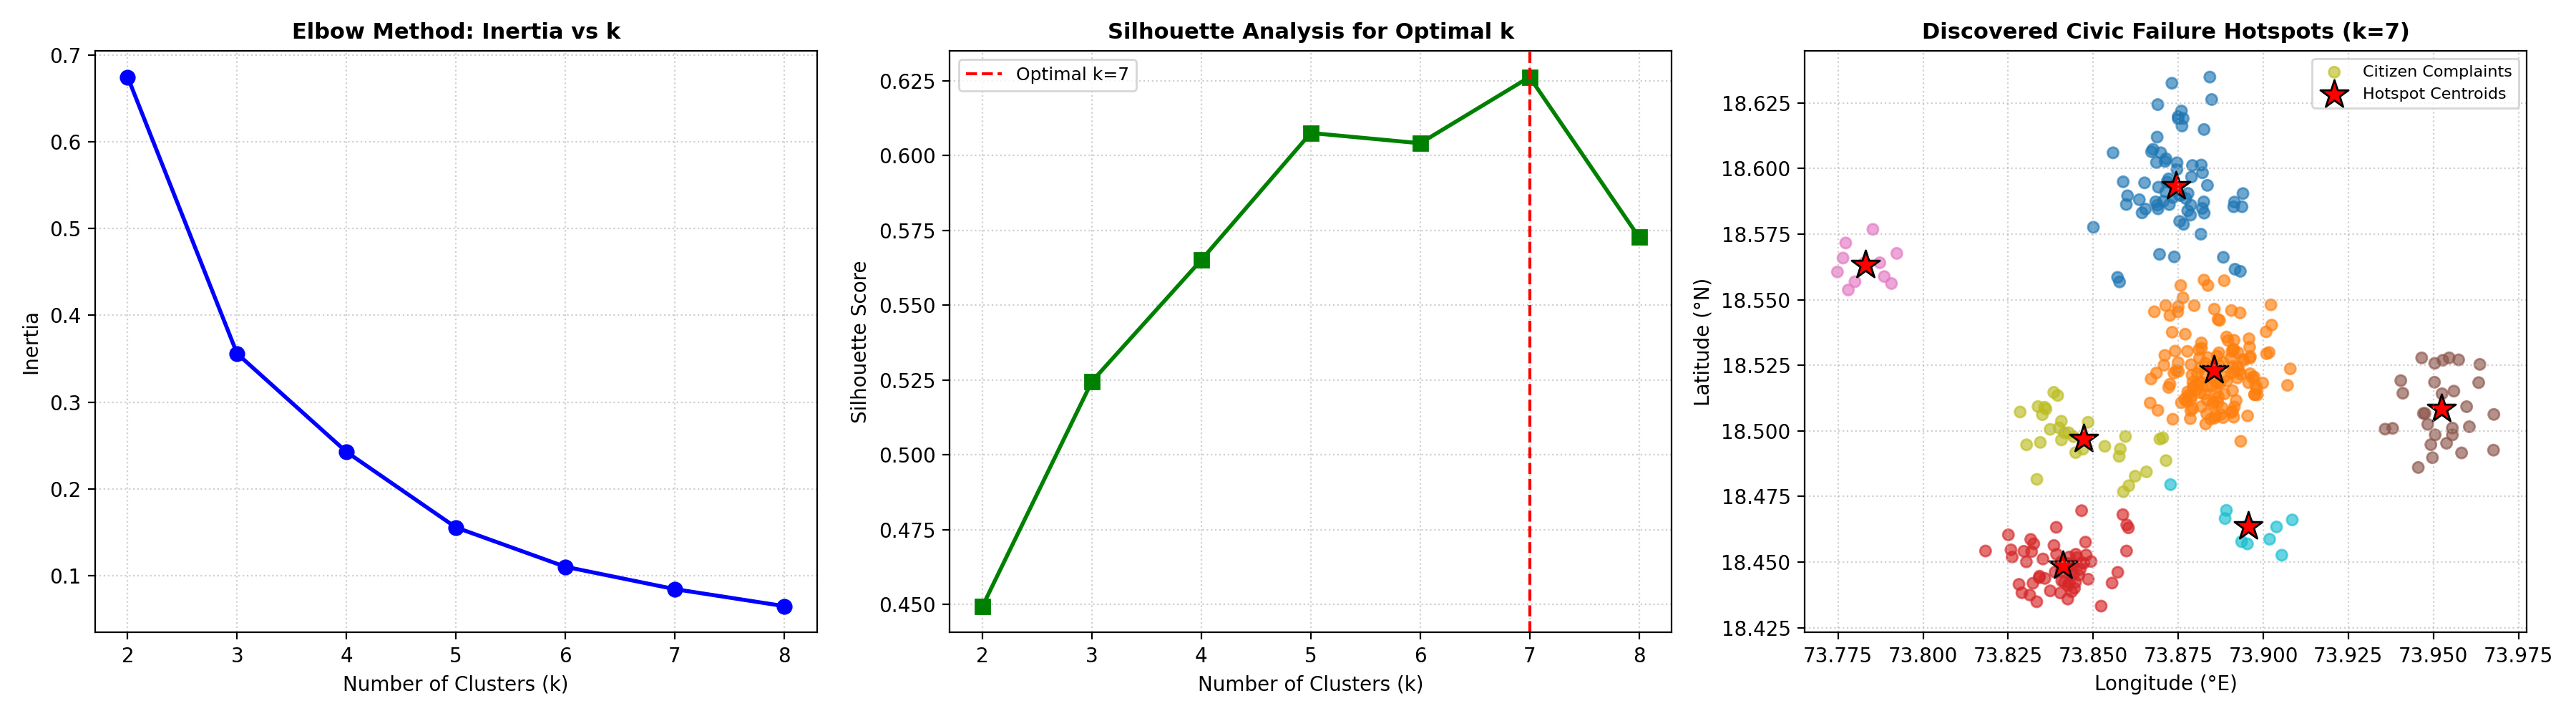 Elbow Method: Inertia vs k
0.7
0.6
0.5
0.4
0.3
0.2
0.1
Inertia
2 3 4 5 6 7 8
Number of Clusters (k)
Silhouette Analysis for Optimal k
Optimal k=7
0.625
0.600
0.575
0.550
0.525
0.500
0.475
0.450
Silhouette Score
2 3 4 5 6 7 8
Number of Clusters (k)
Discovered Civic Failure Hotspots (k=7)
Citizen Complaints
Hotspot Centroids
18.625
18.600
18.575
18.550
18.525
18.500
18.475
18.450
18.425
Latitude (°N)
73.775 73.800 73.825 73.850 73.875 73.900 73.925 73.950 73.975
Longitude (°E)